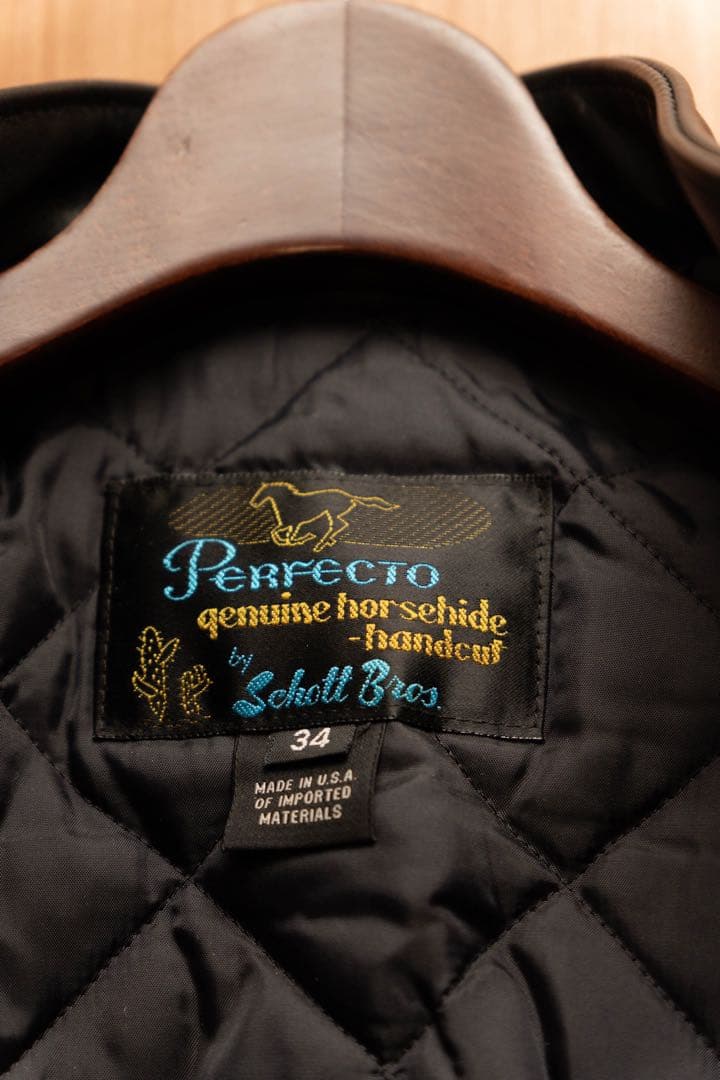 PERFECTO
genuine horsehide
-handcut
by
Schott Bros.
34
MADE IN U.S.A.
OF IMPORTED
MATERIALS